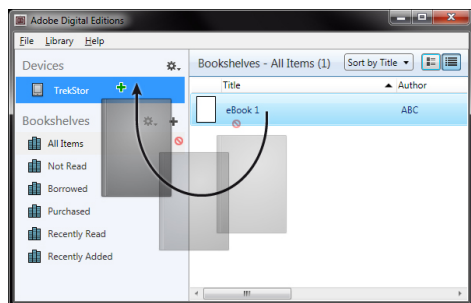 Adobe Digital Editions
File Library Help
Devices
TrekStor
Bookshelves
All Items
Not Read
Borrowed
Purchased
Recently Read
Recently Added
Bookshelves - All Items (1) Sort by Title
Title Author
eBook 1 ABC